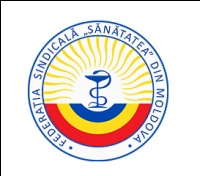 FEDERAȚIA SINDICALĂ „SĂNĂTATEA” DIN MOLDOVA